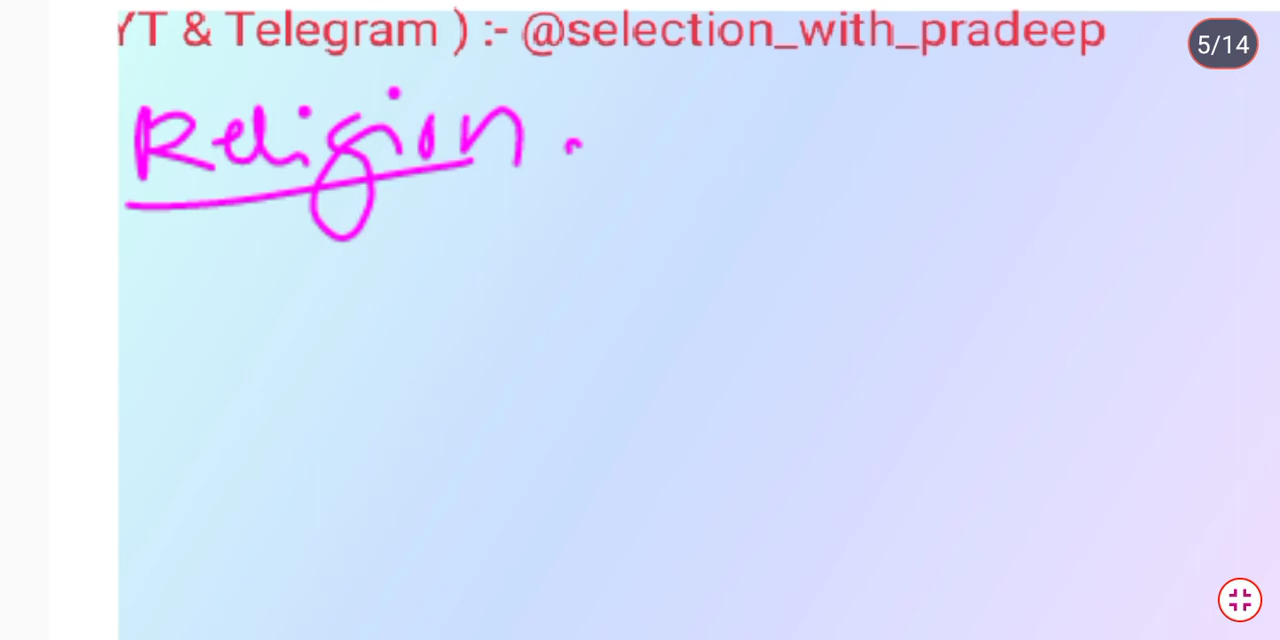 YT & Telegram ) :- @selection_with_pradeep
5/14
Religion.